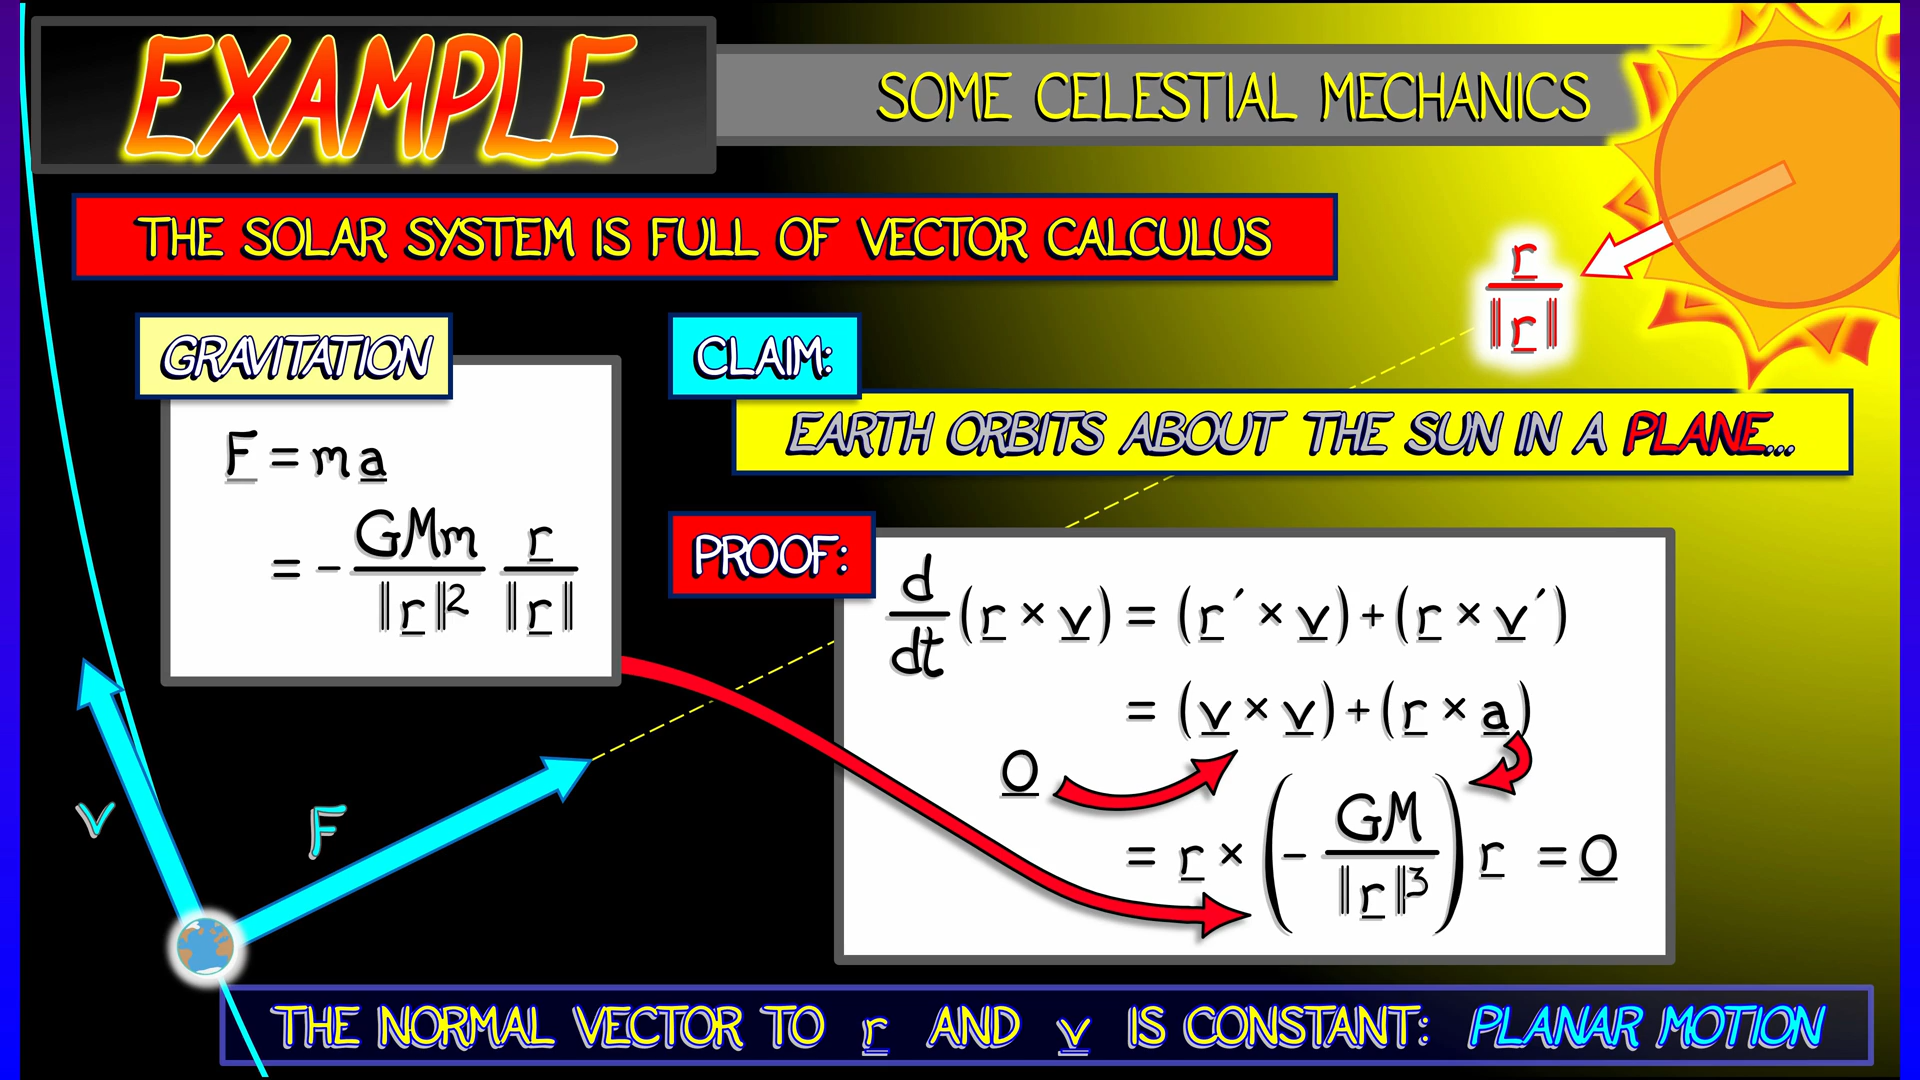 EXAMPLE
SOME CELESTIAL MECHANICS
THE SOLAR SYSTEM IS FULL OF VECTOR CALCULUS
r / ‖r‖
GRAVITATION
F = ma
= - GMm / ‖r‖² r / ‖r‖
CLAIM:
EARTH ORBITS ABOUT THE SUN IN A PLANE...
PROOF:
d/dt (r × v) = (r′ × v) + (r × v′)
= (v × v) + (r × a)
0
= r × (- GM / ‖r‖³) r = 0
v
F
THE NORMAL VECTOR TO r AND v IS CONSTANT: PLANAR MOTION